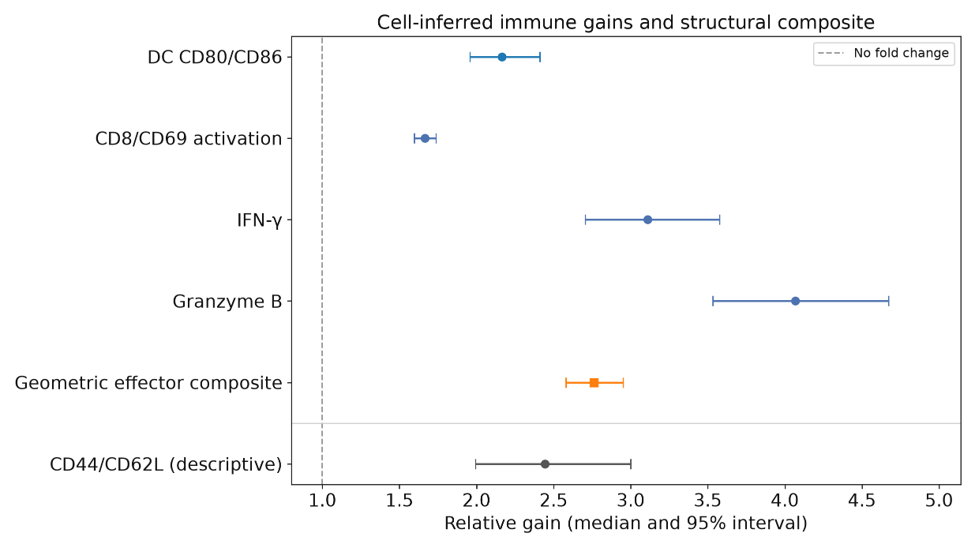 Cell-inferred immune gains and structural composite
No fold change
DC CD80/CD86
CD8/CD69 activation
IFN-γ
Granzyme B
Geometric effector composite
CD44/CD62L (descriptive)
1.0 1.5 2.0 2.5 3.0 3.5 4.0 4.5 5.0
Relative gain (median and 95% interval)